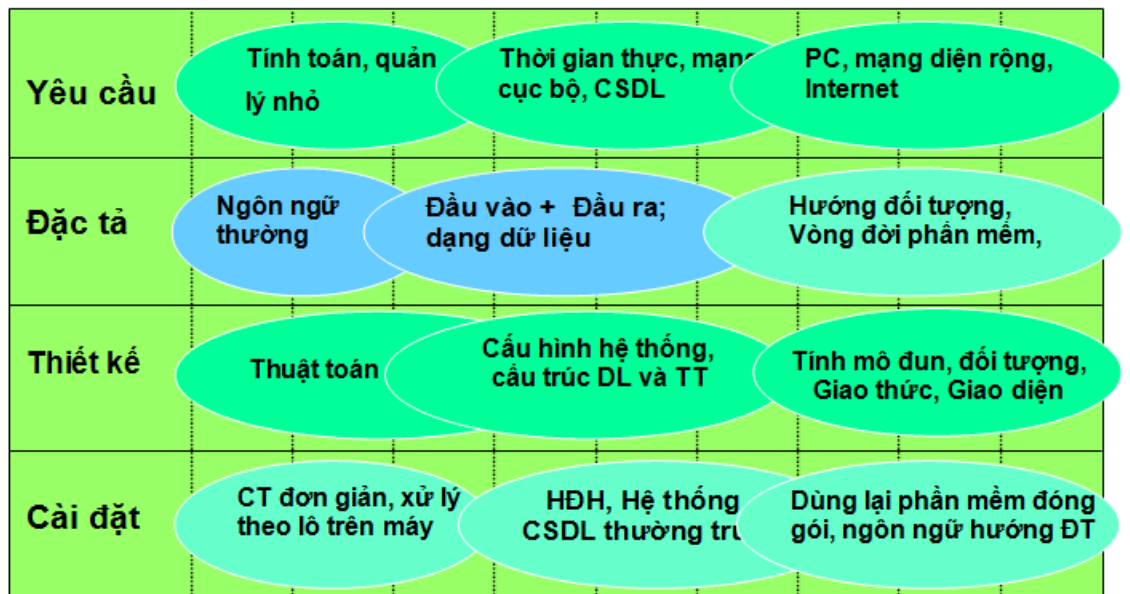 Yêu cầu
Tính toán, quản
lý nhỏ
Thời gian thực, mạng
cục bộ, CSDL
PC, mạng diện rộng,
Internet
Đặc tả
Ngôn ngữ
thường
Đầu vào + Đầu ra;
dạng dữ liệu
Hướng đối tượng,
Vòng đời phần mềm,
Thiết kế
Thuật toán
Cấu hình hệ thống,
cấu trúc DL và TT
Tính mô đun, đối tượng,
Giao thức, Giao diện
Cài đặt
CT đơn giản, xử lý
theo lô trên máy
HĐH, Hệ thống
CSDL thường
Dùng lại phần mềm đóng
gói, ngôn ngữ hướng ĐT